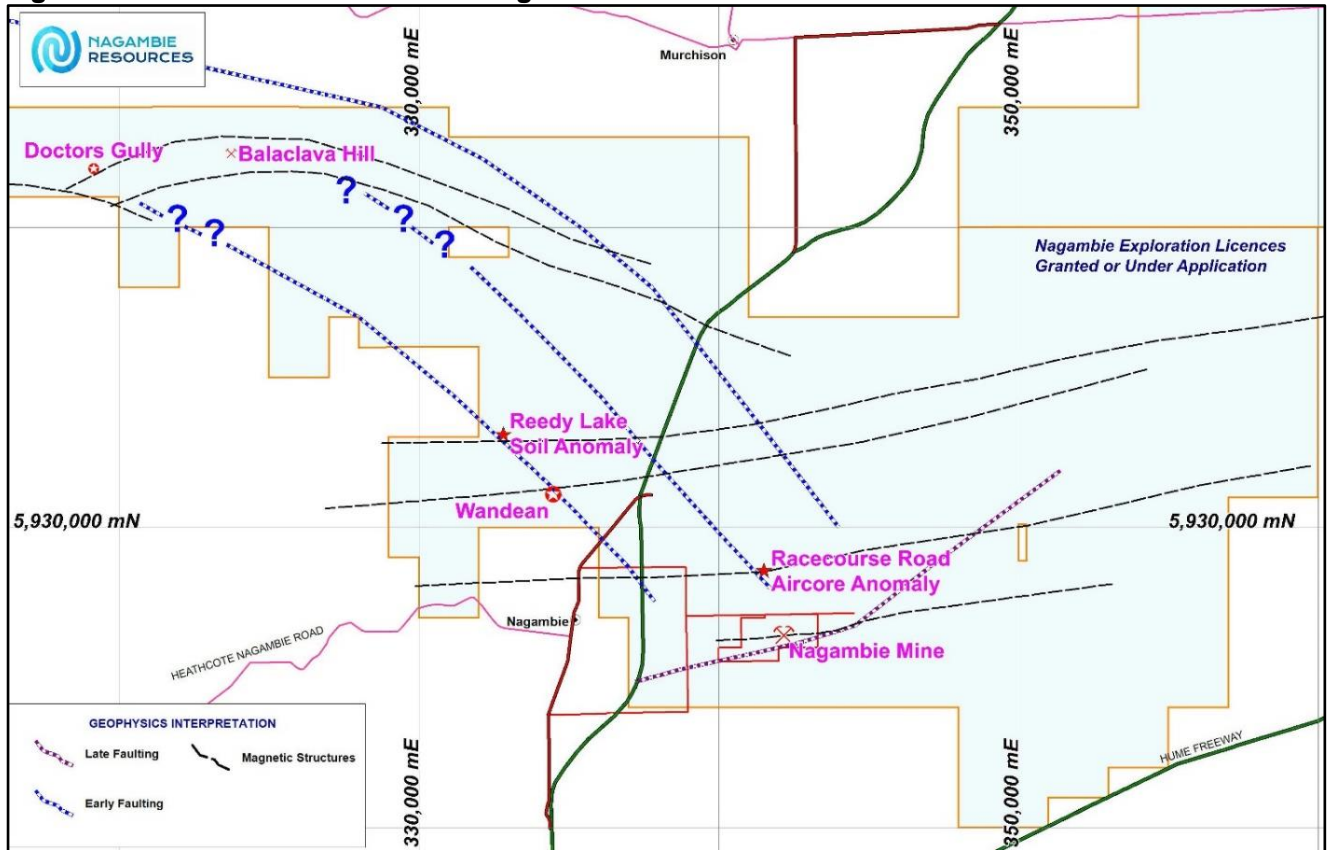 NAGAMBIE
RESOURCES
330,000 mE
Murchison
350,000 mE
Doctors Gully
Balaclava Hill
?
?
?
?
?
Nagambie Exploration Licences
Granted or Under Application
Reedy Lake
Soil Anomaly
Wandean
5,930,000 mN
5,930,000 mN
Racecourse Road
Aircore Anomaly
Nagambie
HEATHCOTE NAGAMBIE ROAD
Nagambie Mine
GEOPHYSICS INTERPRETATION
Late Faulting
Magnetic Structures
Early Faulting
330,000 mE
350,000 mE
HUME FREEWAY